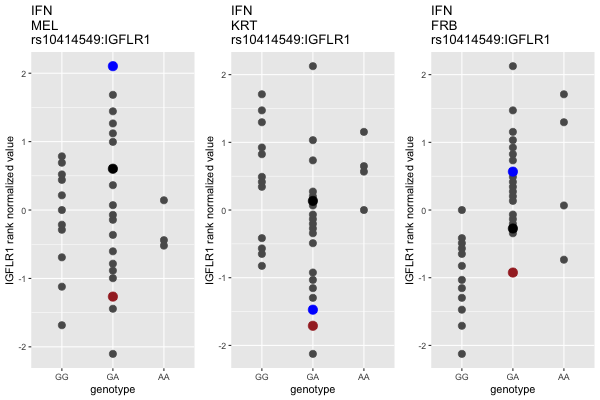 IFN
MEL
rs10414549:IGFLR1
IGFLR1 rank normalized value
2
1
0
-1
-2
GG GA AA
genotype
IFN
KRT
rs10414549:IGFLR1
IGFLR1 rank normalized value
2
1
0
-1
-2
GG GA AA
genotype
IFN
FRB
rs10414549:IGFLR1
IGFLR1 rank normalized value
2
1
0
-1
-2
GG GA AA
genotype